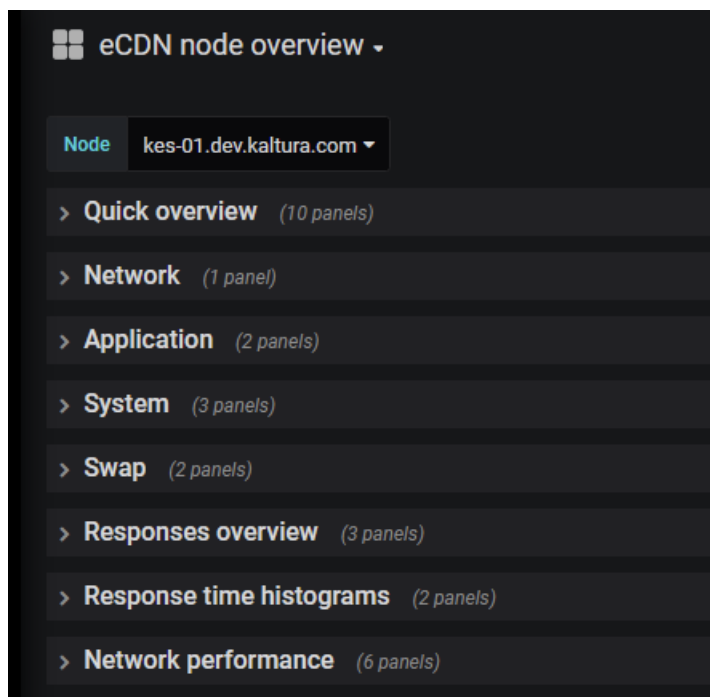 eCDN node overview
Node kes-01.dev.kaltura.com
Quick overview (10 panels)
Network (1 panel)
Application (2 panels)
System (3 panels)
Swap (2 panels)
Responses overview (3 panels)
Response time histograms (2 panels)
Network performance (6 panels)